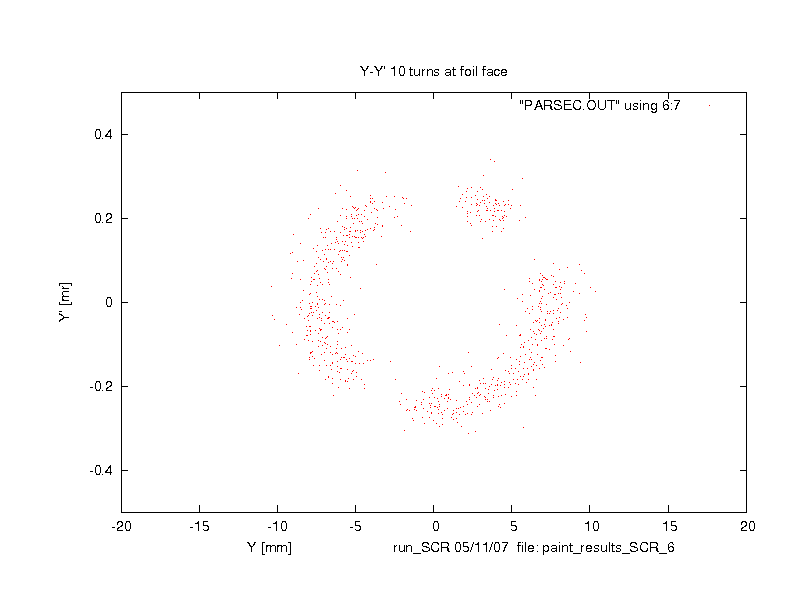 Y-Y' 10 turns at foil face
"PARSEC.OUT" using 6:7
0.4
0.2
0
-0.2
-0.4
Y' [mr]
-20 -15 -10 -5 0 5 10 15 20
Y [mm] run_SCR 05/11/07 file: paint_results_SCR_6